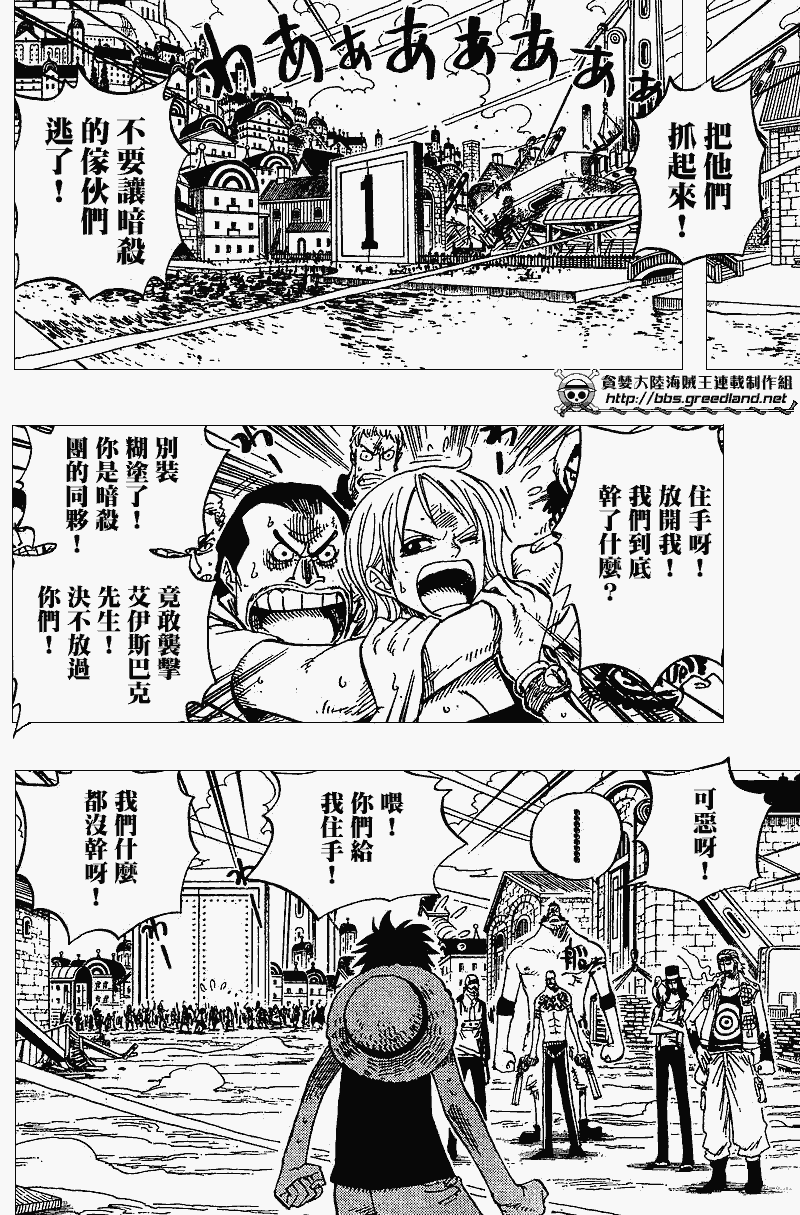 わあぁぁああぁぁ
把他們
抓起來！
不要讓暗殺
的傢伙們
逃了！
1
貪婪大陸海賊王連載制作組
http://bbs.greedland.net
住手呀！
放開我！
我們到底
幹了什麼？
別裝
糊塗了！
你是暗殺
團的同夥！
竟敢襲擊
艾伊斯巴克
先生！
決不放過
你們！
可惡呀！
…………
喂！
你們給
我住手！
我們什麼
都沒幹呀！
船